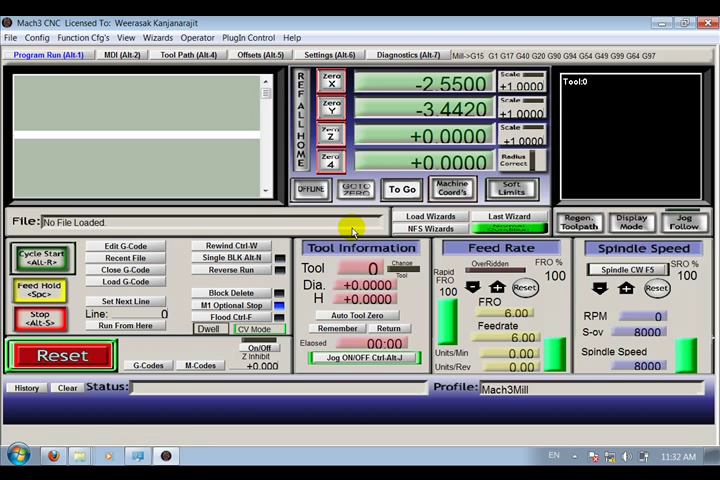 Mach3 CNC Licensed To: Weerasak Kanjanarajit
File Config Function Cfg's View Wizards Operator PlugIn Control Help
Program Run (Alt-1) MDI (Alt-2) Tool Path (Alt-4) Offsets (Alt-5) Settings (Alt-6) Diagnostics (Alt-7) Mill->G15 G1 G17 G40 G20 G90 G94 G54 G49 G99 G64 G97
REF ALL HOME
Zero X -2.5500 Scale +1.0000
Zero Y -3.4420 Scale +1.0000
Zero Z +0.0000 Scale +1.0000
Zero 4 +0.0000 Radius Correct
Tool:0
OFFLINE GOTO ZERO To Go Machine Coord's Soft Limits
File: No File Loaded.
Load Wizards Last Wizard
NFS Wizards Normal Condition
Regen. Toolpath Display Mode Jog Follow
Cycle Start <Alt-R>
Feed Hold <Spc>
Stop <Alt-S>
Edit G-Code
Recent File
Close G-Code
Load G-Code
Set Next Line
Line: 0
Run From Here
Rewind Ctrl-W
Single BLK Alt-N
Reverse Run
Block Delete
M1 Optional Stop
Flood Ctrl-F
Dwell CV Mode
Reset
G-Codes M-Codes
On/Off
Z Inhibit
+0.000
Tool Information
Tool 0 Change Tool
Dia. +0.0000
H +0.0000
Auto Tool Zero
Remember Return
Elapsed 00:00
Jog ON/OFF Ctrl-Alt-J
Feed Rate
OverRidden FRO %
100
Rapid FRO
100
Reset
FRO
6.00
Feedrate
6.00
Units/Min 0.00
Units/Rev 0.00
Spindle Speed
Spindle CW F5 SRO %
100
Reset
RPM 0
S-ov 8000
Spindle Speed
8000
History Clear Status: Profile: Mach3Mill
EN 11:32 AM